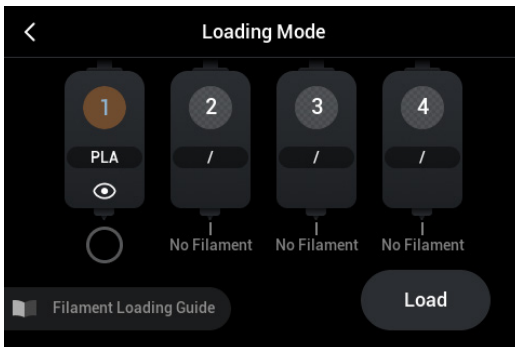 Loading Mode
1 2 3 4
PLA / / /
No Filament No Filament No Filament
Filament Loading Guide
Load